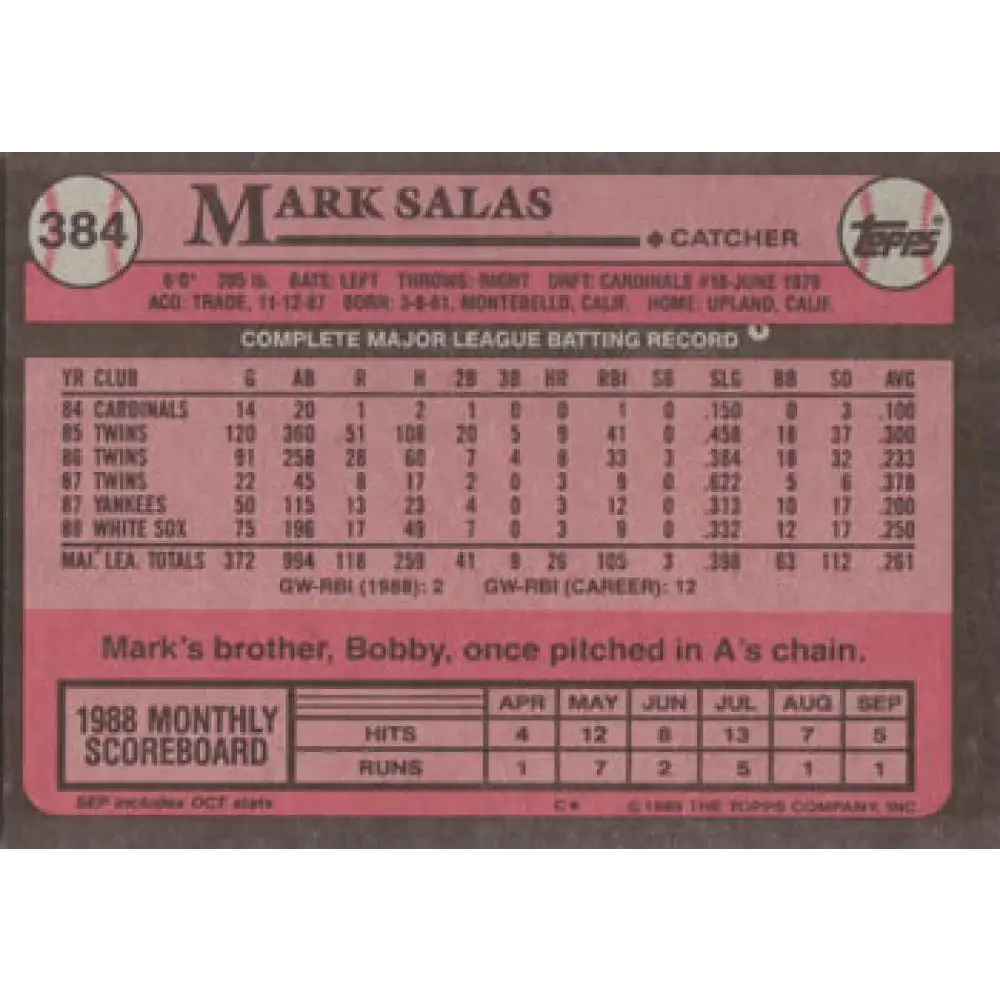 384
MARK SALAS
CATCHER
TOPPS®
6'0" 205 lb. BATS: LEFT THROWS: RIGHT DRFT: CARDINALS #18-JUNE 1979
ACQ: TRADE, 11-12-87 BORN: 3-8-61, MONTEBELLO, CALIF. HOME: UPLAND, CALIF.
COMPLETE MAJOR LEAGUE BATTING RECORD
YR CLUB G AB R H 2B 3B HR RBI SB SLG BB SO AVG
84 CARDINALS 14 20 1 2 1 0 0 1 0 .150 0 3 .100
85 TWINS 120 360 51 108 20 5 9 41 0 .458 18 37 .300
86 TWINS 91 258 28 60 7 4 8 33 3 .384 18 32 .233
87 TWINS 22 45 8 17 2 0 3 9 0 .622 5 6 .378
87 YANKEES 50 115 13 23 4 0 3 12 0 .313 10 17 .200
88 WHITE SOX 75 196 17 49 7 0 3 9 0 .332 12 17 .250
MAJ. LEA. TOTALS 372 994 118 259 41 9 26 105 3 .398 63 112 .261
GW-RBI (1988): 2 GW-RBI (CAREER): 12
Mark's brother, Bobby, once pitched in A's chain.
1988 MONTHLY SCOREBOARD
APR MAY JUN JUL AUG SEP
HITS 4 12 8 13 7 5
RUNS 1 7 2 5 1 1
SEP includes OCT stats
C* © 1989 THE TOPPS COMPANY, INC.